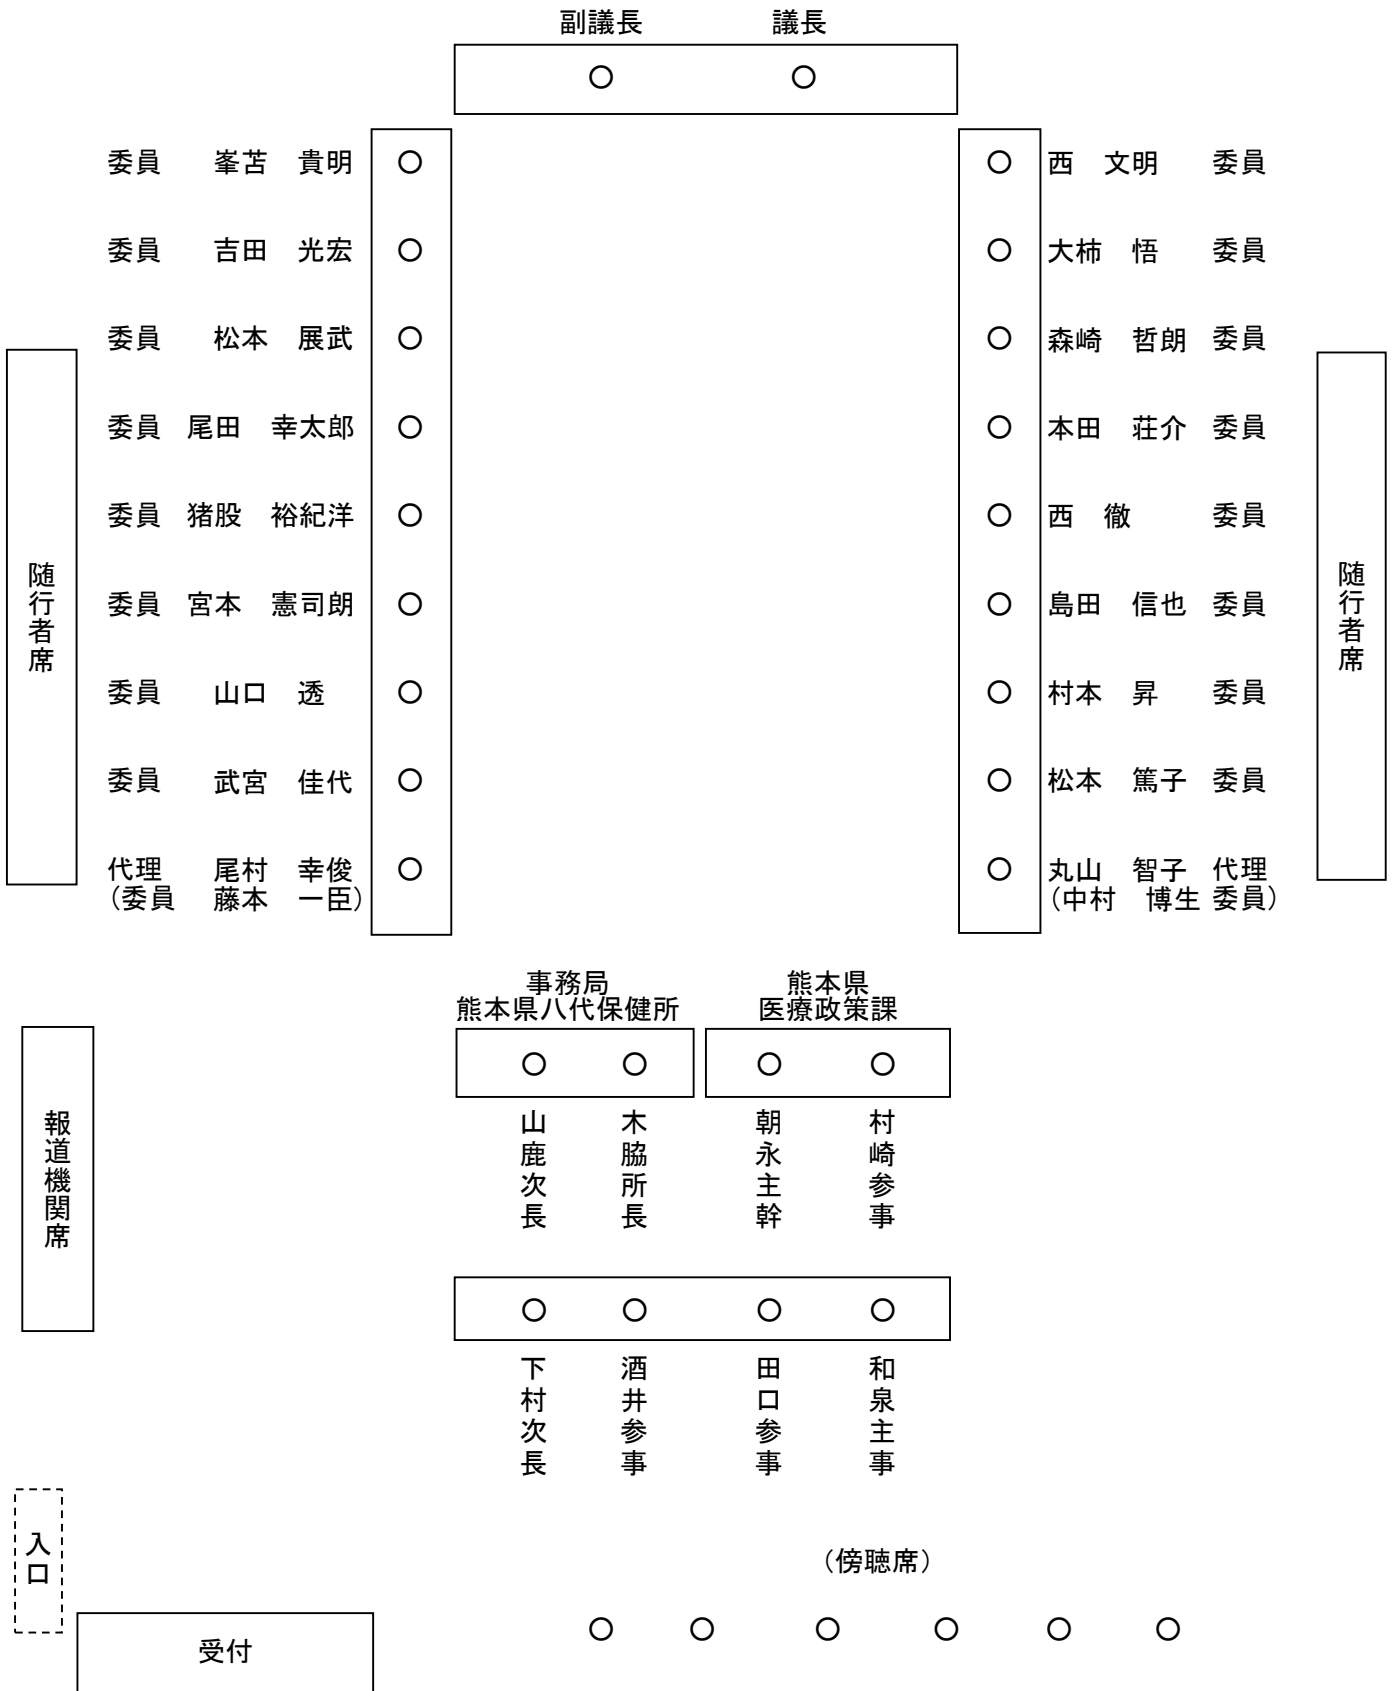 副議長　議長
委員　峯苫　貴明
西　文明　委員
委員　吉田　光宏
大柿　悟　委員
委員　松本　展武
森崎　哲朗　委員
委員　尾田　幸太郎
本田　荘介　委員
委員　猪股　裕紀洋
西　徹　委員
委員　宮本　憲司朗
島田　信也　委員
委員　山口　透
村本　昇　委員
委員　武宮　佳代
松本　篤子　委員
代理　尾村　幸俊
（委員　藤本　一臣）
丸山　智子　代理
（中村　博生　委員）
随行者席
随行者席
事務局
熊本県八代保健所
熊本県
医療政策課
山鹿次長
木脇所長
朝永主幹
村崎参事
報道機関席
下村次長
酒井参事
田口参事
和泉主事
入口
（傍聴席）
受付